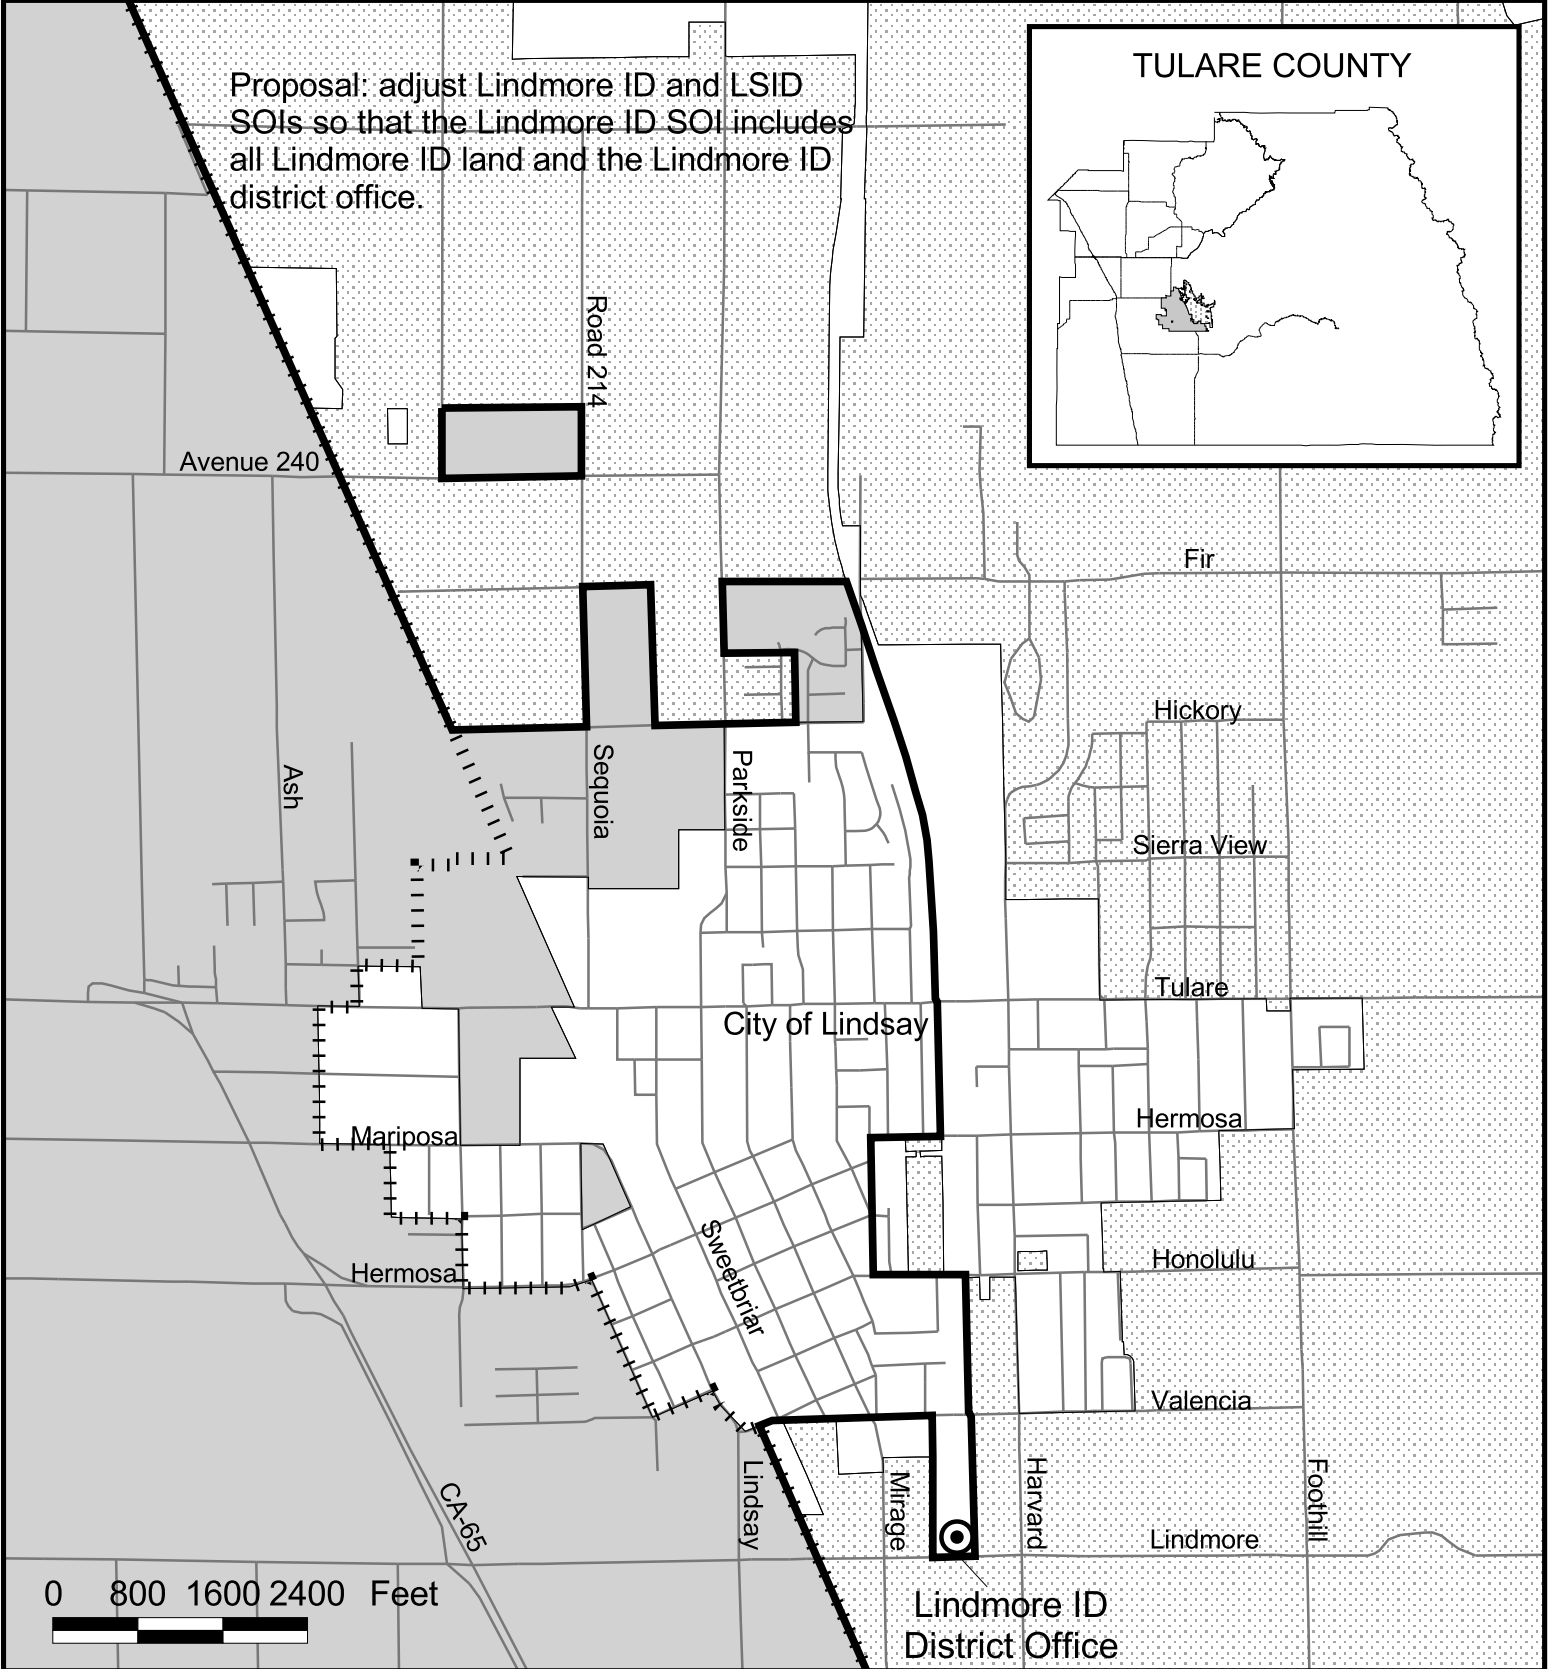 Proposal: adjust Lindmore ID and LSID
SOIs so that the Lindmore ID SOI includes
all Lindmore ID land and the Lindmore ID
district office.
TULARE COUNTY
Road 214
Avenue 240
Fir
Hickory
Ash
Sequoia
Parkside
Sierra View
Tulare
City of Lindsay
Mariposa
Hermosa
Sweetbriar
Honolulu
Hermosa
Valencia
CA-65
Lindsay
Mirage
Harvard
Foothill
Lindmore
0 800 1600 2400 Feet
Lindmore ID
District Office